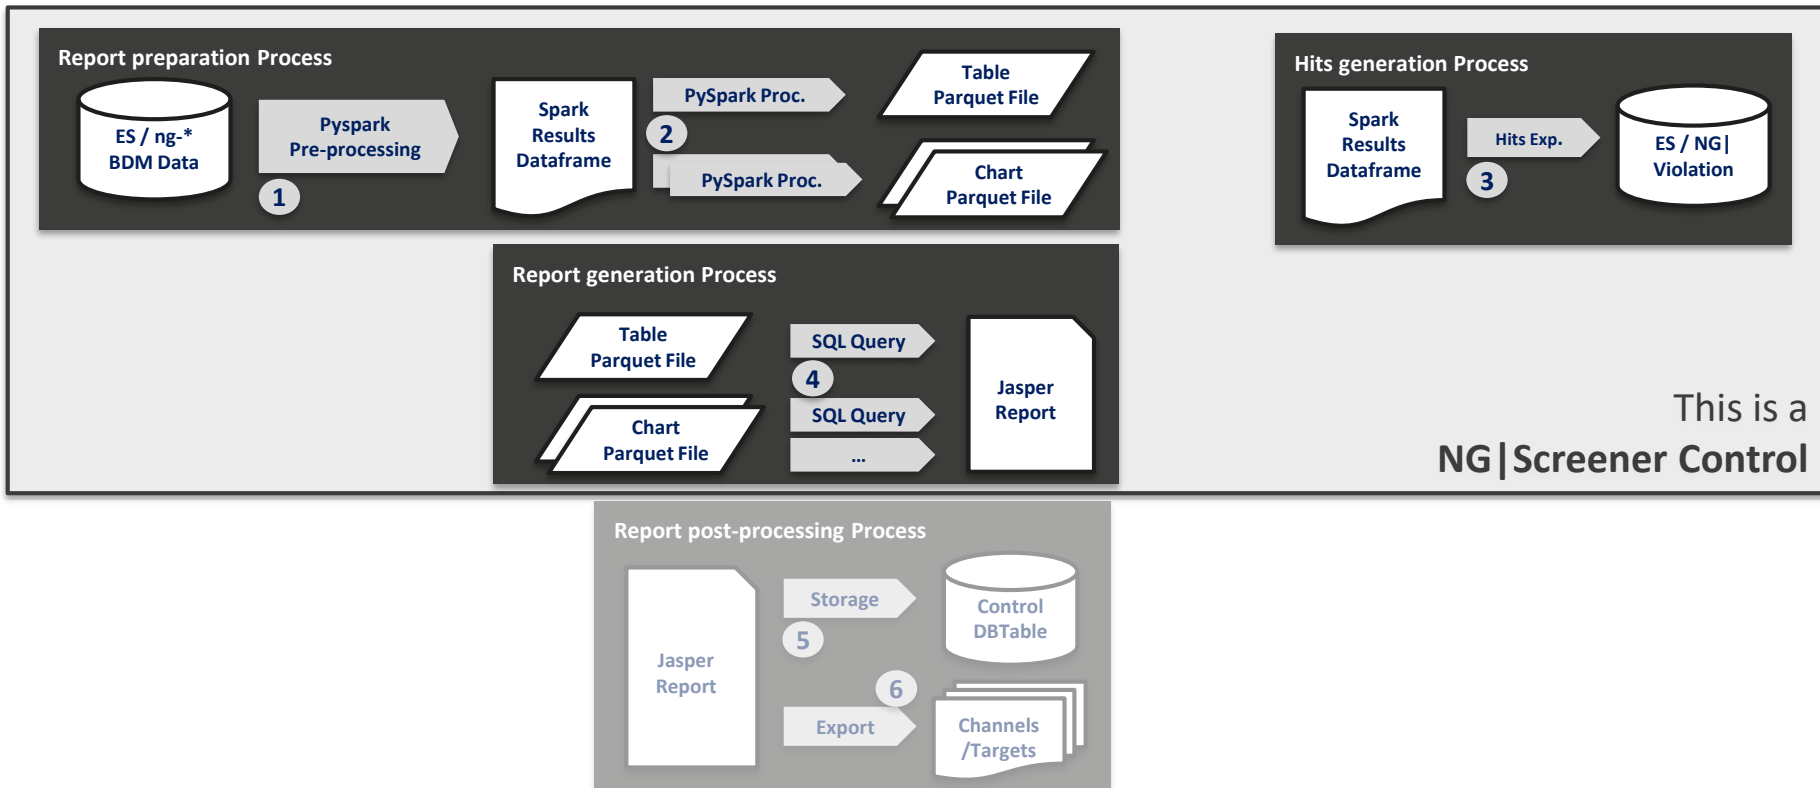 Report preparation Process
ES / ng-*
BDM Data
Pyspark
Pre-processing
1
Spark
Results
Dataframe
PySpark Proc.
2
PySpark Proc.
Table
Parquet File
Chart
Parquet File
Hits generation Process
Spark
Results
Dataframe
Hits Exp.
3
ES / NG|
Violation
Report generation Process
Table
Parquet File
Chart
Parquet File
SQL Query
4
SQL Query
...
Jasper
Report
This is a
NG|Screener Control
Report post-processing Process
Jasper
Report
Storage
5
Control
DBTable
6
Export
Channels
/Targets